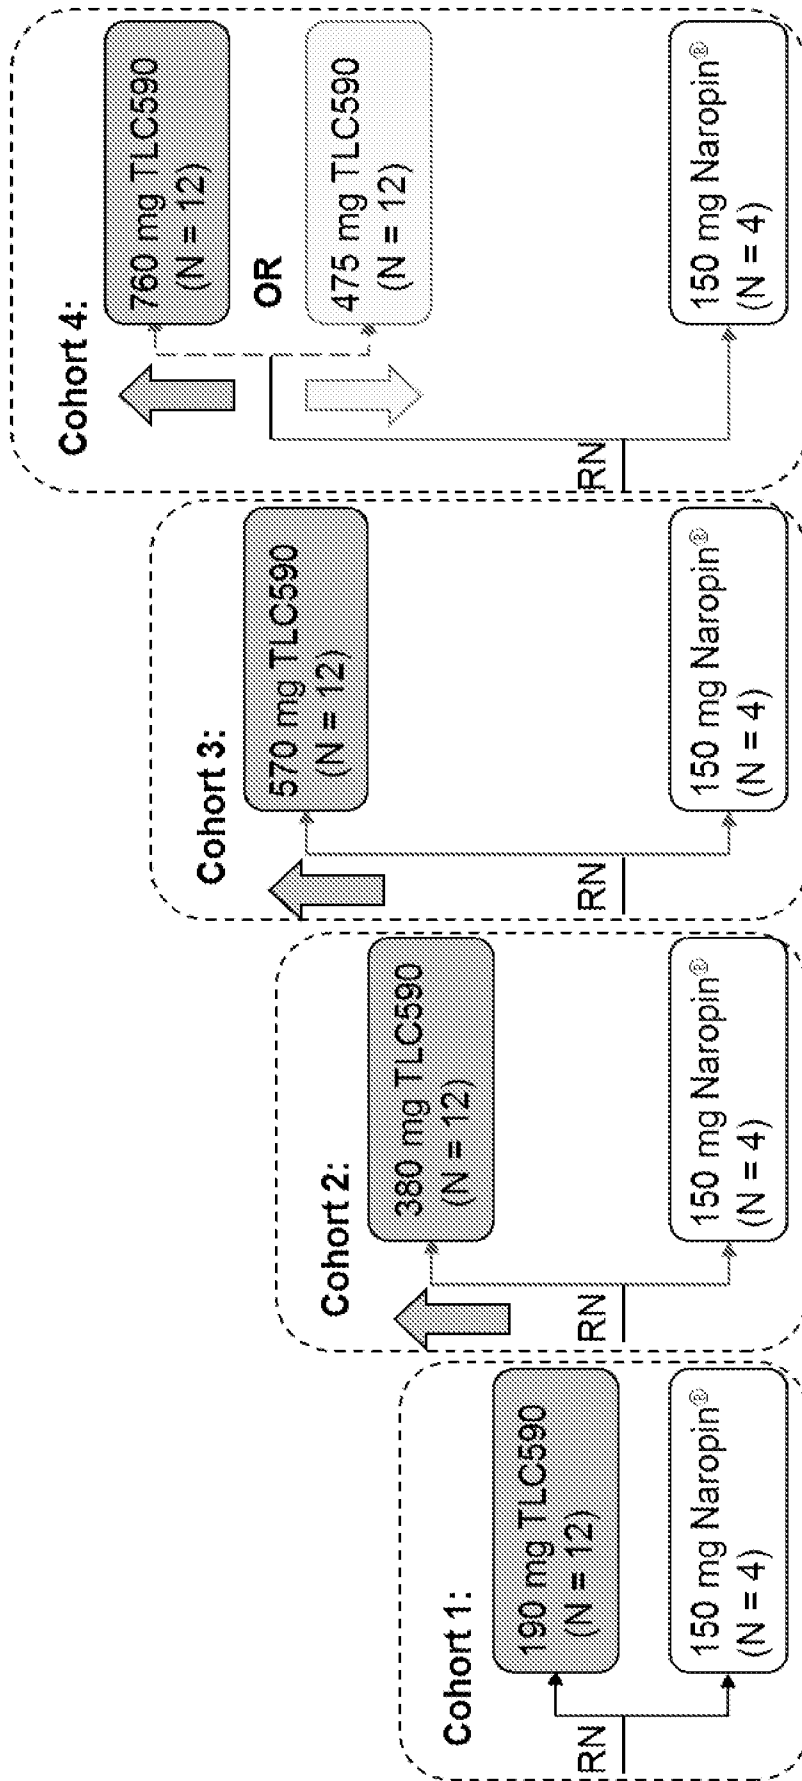 Cohort 1:
190 mg TLC590
(N = 12)
RN
150 mg Naropin®
(N = 4)
Cohort 2:
380 mg TLC590
(N = 12)
RN
150 mg Naropin®
(N = 4)
Cohort 3:
570 mg TLC590
(N = 12)
RN
150 mg Naropin®
(N = 4)
Cohort 4:
760 mg TLC590
(N = 12)
OR
475 mg TLC590
(N = 12)
RN
150 mg Naropin®
(N = 4)